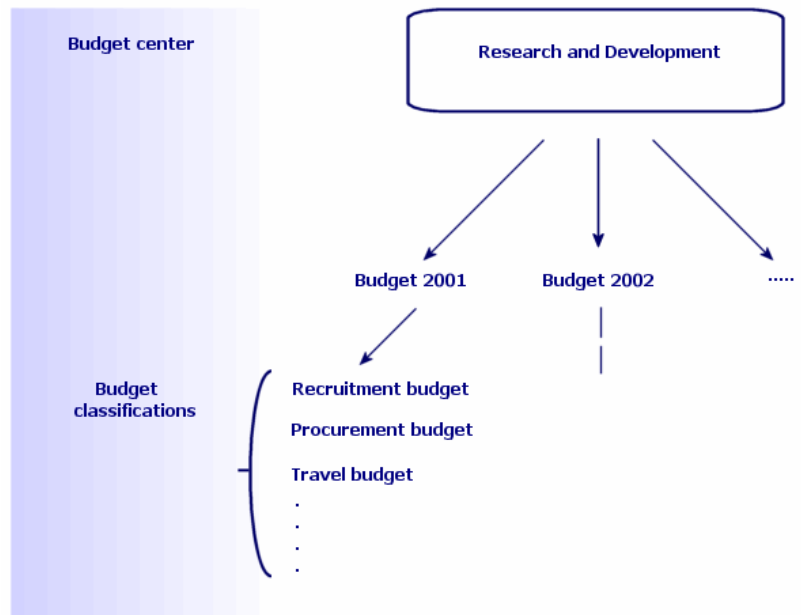 Budget center
Research and Development
Budget 2001
Budget 2002
.....
Budget
classifications
Recruitment budget
Procurement budget
Travel budget
.
.
.
.